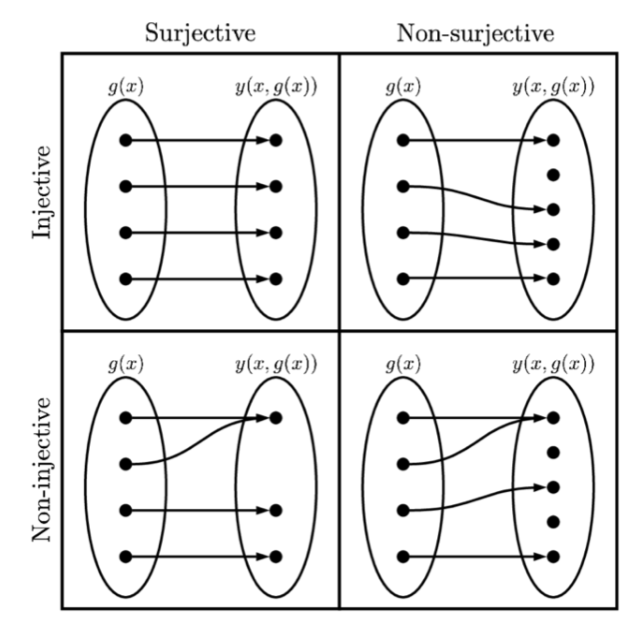 Surjective Non-surjective
g(x) y(x, g(x)) g(x) y(x, g(x))
Injective
g(x) y(x, g(x)) g(x) y(x, g(x))
Non-injective